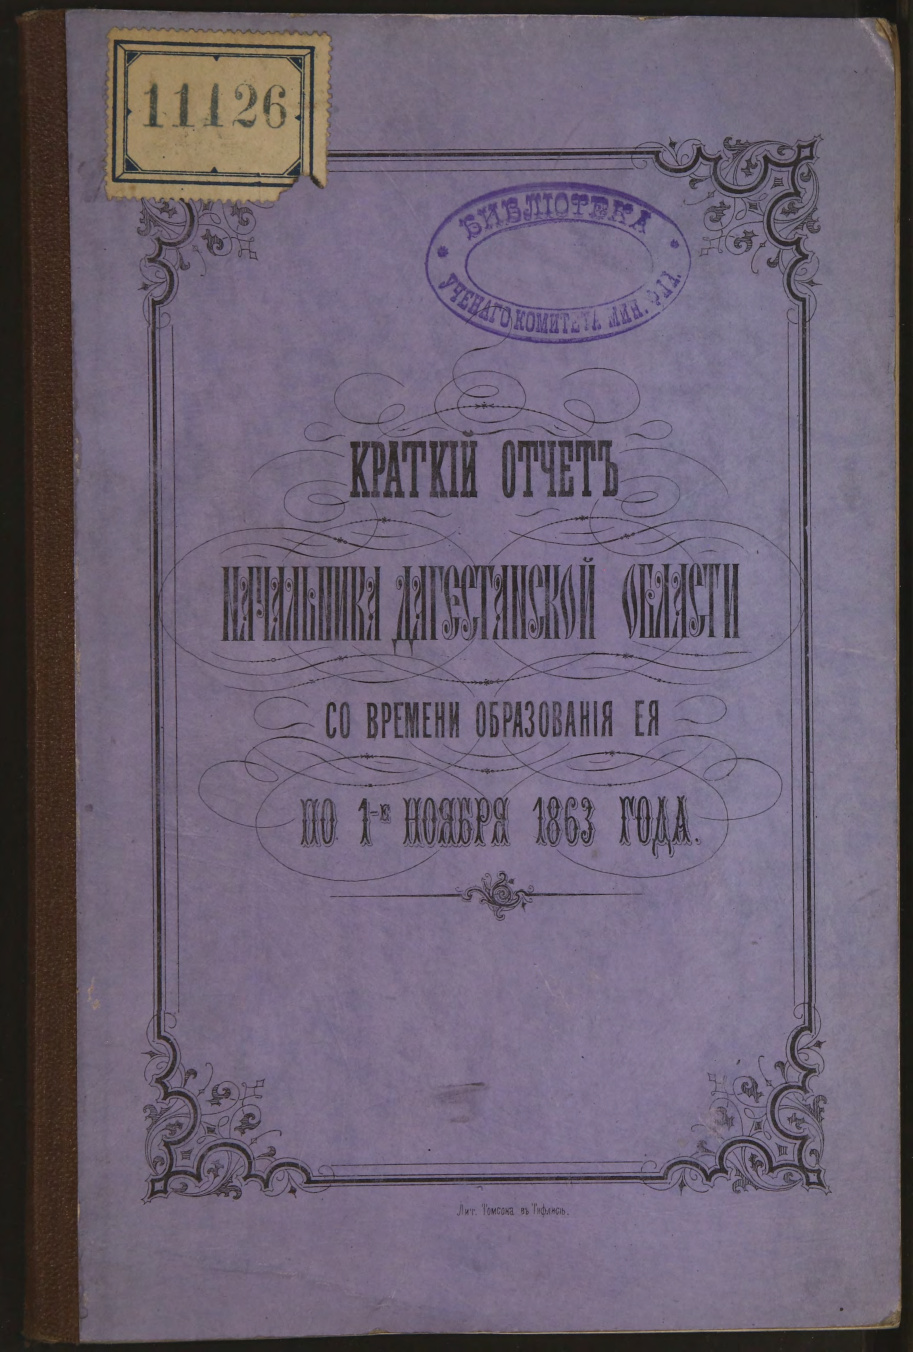 11126
БИБЛІОТЕКА
УЧЕНАГО КОМИТЕТА МИН. ФИН.
КРАТКІЙ ОТЧЕТЪ
НАЧАЛЬНИКА ДАГЕСТАНСКОЙ ОБЛАСТИ
СО ВРЕМЕНИ ОБРАЗОВАНІЯ ЕЯ
ПО 1-е НОЯБРЯ 1863 ГОДА.
Лит. Томсона въ Тифлисѣ.